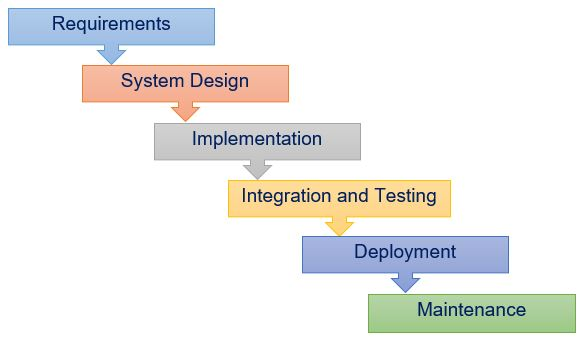 Requirements
System Design
Implementation
Integration and Testing
Deployment
Maintenance